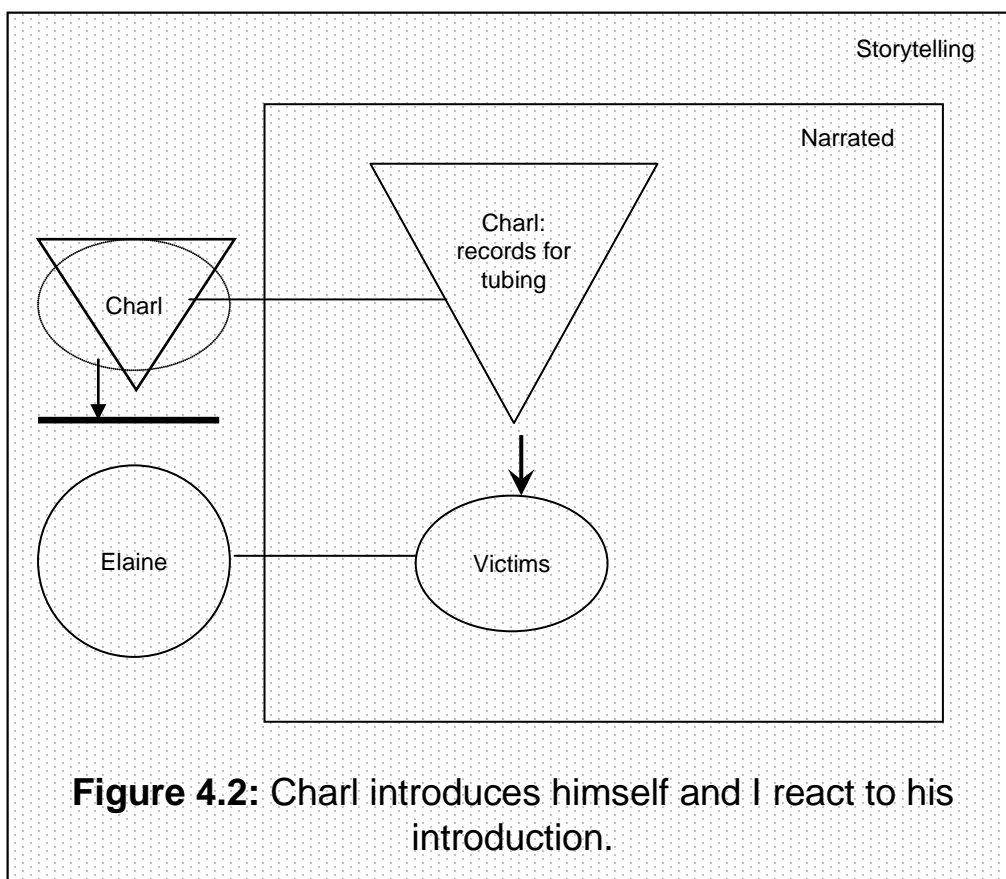 Storytelling
Narrated
Charl:
records for
tubing
Charl
Elaine
Victims
Figure 4.2: Charl introduces himself and I react to his
introduction.